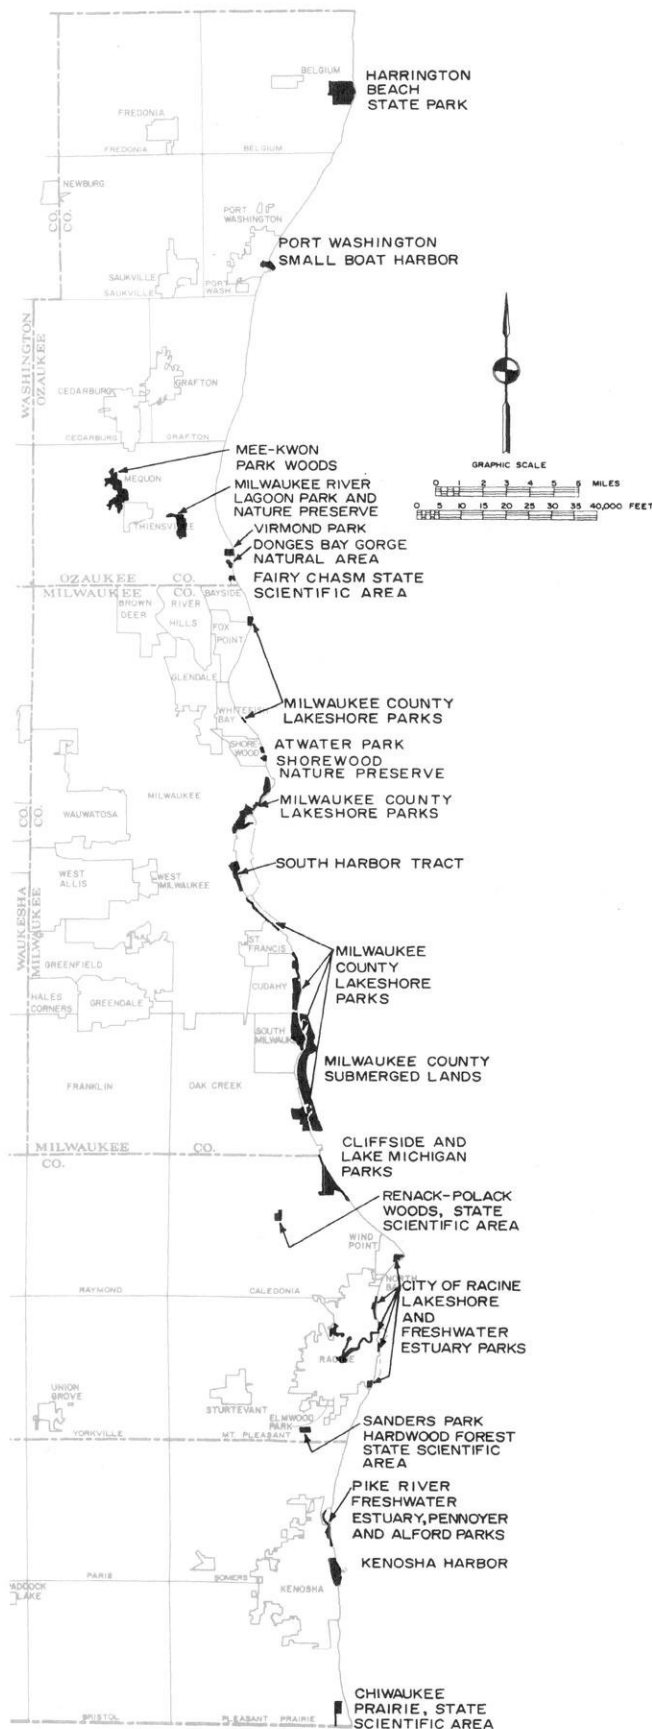 BELGIUM
HARRINGTON
BEACH
STATE PARK
FREDONIA
FREDONIA
BELGIUM
NEWBURG
CO.
CO.
PORT
WASHINGTON
PORT WASHINGTON
SMALL BOAT HARBOR
SAUKVILLE
SAUKVILLE
PORT
WASH.
WASHINGTON
OZAUKEE
CEDARBURG
GRAFTON
CEDARBURG
GRAFTON
GRAPHIC SCALE
0 1 2 3 4 5 6 MILES
0 5 10 15 20 25 30 35 40,000 FEET
MEE-KWON
PARK WOODS
MEQUON
MILWAUKEE RIVER
LAGOON PARK AND
NATURE PRESERVE
THIENSVILLE
VIRMOND PARK
DONGES BAY GORGE
NATURAL AREA
OZAUKEE CO.
FAIRY CHASM STATE
SCIENTIFIC AREA
MILWAUKEE CO.
BAYSIDE
BROWN
DEER
RIVER
HILLS
FOX
POINT
GLENDALE
WHITEFISH
BAY
MILWAUKEE COUNTY
LAKESHORE PARKS
SHORE
WOOD
ATWATER PARK
SHOREWOOD
NATURE PRESERVE
MILWAUKEE
MILWAUKEE COUNTY
LAKESHORE PARKS
WAUWATOSA
CO.
CO.
SOUTH HARBOR TRACT
WEST
ALLIS
WEST
MILWAUKEE
WAUKESHA
MILWAUKEE
ST.
FRANCIS
GREENFIELD
MILWAUKEE
COUNTY
LAKESHORE
PARKS
CUDAHY
HALES
CORNERS
GREENDALE
SOUTH
MILWAUKEE
MILWAUKEE COUNTY
SUBMERGED LANDS
FRANKLIN
OAK CREEK
MILWAUKEE CO.
CO.
CLIFFSIDE AND
LAKE MICHIGAN
PARKS
RENACK-POLACK
WOODS, STATE
SCIENTIFIC AREA
WIND
POINT
NORTH
BAY
CITY OF RACINE
LAKESHORE
AND
FRESHWATER
ESTUARY PARKS
RAYMOND
CALEDONIA
RACINE
UNION
GROVE
STURTEVANT
ELMWOOD
PARK
YORKVILLE
MT. PLEASANT
SANDERS PARK
HARDWOOD FOREST
STATE SCIENTIFIC
AREA
PIKE RIVER
FRESHWATER
ESTUARY, PENNOYER
AND ALFORD PARKS
KENOSHA HARBOR
PARIS
SOMERS
PADDOCK
LAKE
KENOSHA
CHIWAUKEE
PRAIRIE, STATE
SCIENTIFIC AREA
BRISTOL
PLEASANT PRAIRIE